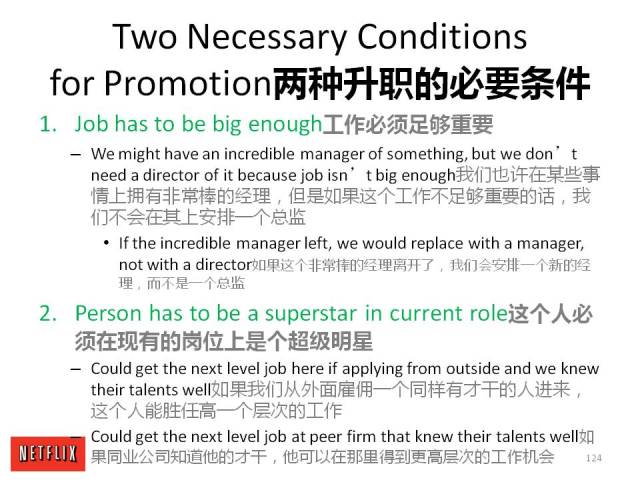 Two Necessary Conditions
for Promotion两种升职的必要条件
1. Job has to be big enough工作必须足够重要
– We might have an incredible manager of something, but we don’t
need a director of it because job isn’t big enough我们也许在某些事
情上拥有非常棒的经理，但是如果这个工作不足够重要的话，我
们不会在其上安排一个总监
• If the incredible manager left, we would replace with a manager,
not with a director如果这个非常棒的经理离开了，我们会安排一个新的经
理，而不是一个总监
2. Person has to be a superstar in current role这个人必
须在现有的岗位上是个超级明星
– Could get the next level job here if applying from outside and we knew
their talents well如果我们从外面雇佣一个同样有才干的人进来，
这个人能胜任高一个层次的工作
– Could get the next level job at peer firm that knew their talents well如
果同业公司知道他的才干，他可以在那里得到更高层次的工作机会
NETFLIX
124